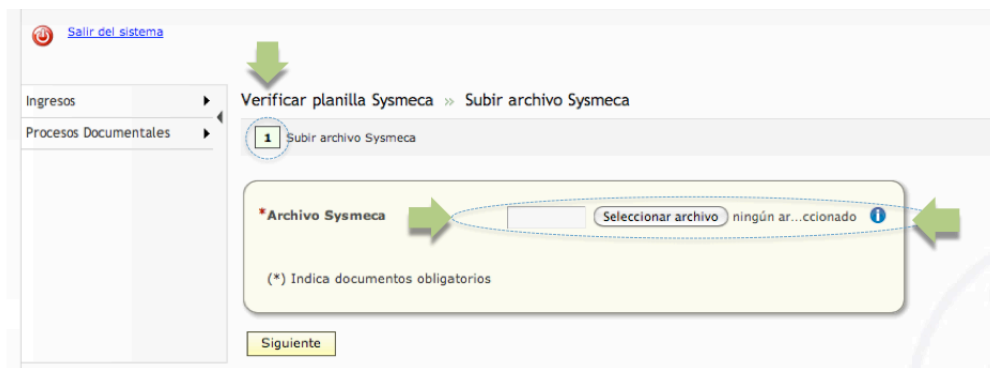 Salir del sistema
Ingresos
Procesos Documentales
Verificar planilla Sysmeca » Subir archivo Sysmeca
1 Subir archivo Sysmeca
*Archivo Sysmeca Seleccionar archivo ningún ar...ccionado i
(*) Indica documentos obligatorios
Siguiente